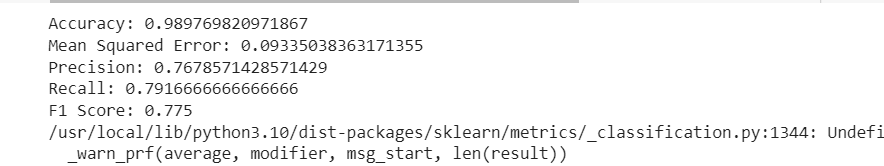 Accuracy: 0.989769820971867
Mean Squared Error: 0.09335038363171355
Precision: 0.7678571428571429
Recall: 0.7916666666666666
F1 Score: 0.775
/usr/local/lib/python3.10/dist-packages/sklearn/metrics/_classification.py:1344: Undefi
_warn_prf(average, modifier, msg_start, len(result))